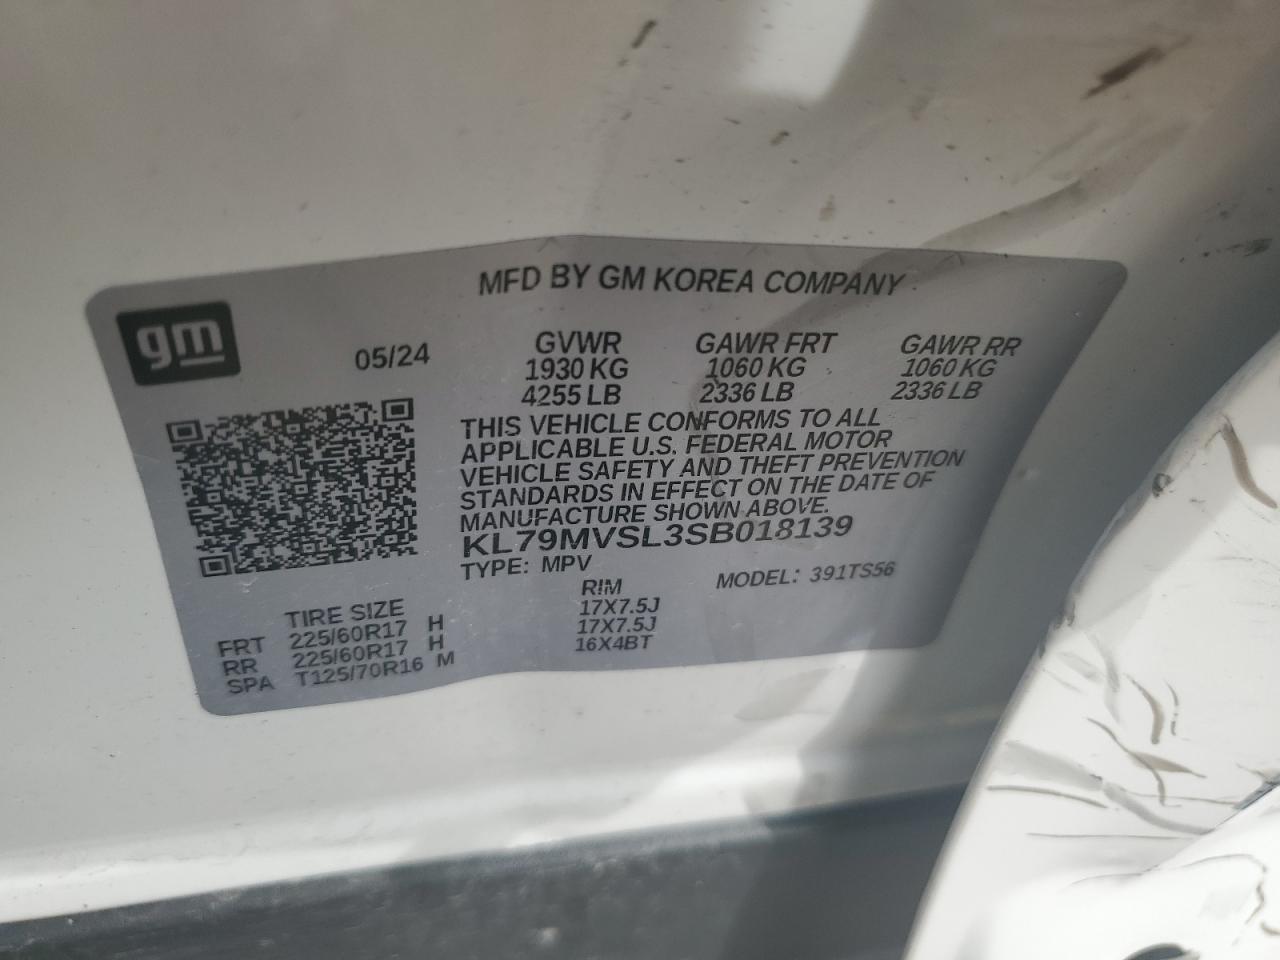 MFD BY GM KOREA COMPANY
gm
05/24
GVWR GAWR FRT GAWR RR
1930 KG 1060 KG 1060 KG
4255 LB 2336 LB 2336 LB
THIS VEHICLE CONFORMS TO ALL
APPLICABLE U.S. FEDERAL MOTOR
VEHICLE SAFETY AND THEFT PREVENTION
STANDARDS IN EFFECT ON THE DATE OF
MANUFACTURE SHOWN ABOVE.
KL79MVSL3SB018139
TYPE: MPV MODEL: 391TS56
TIRE SIZE RIM
FRT 225/60R17 H 17X7.5J
RR 225/60R17 H 17X7.5J
SPA T125/70R16 M 16X4BT